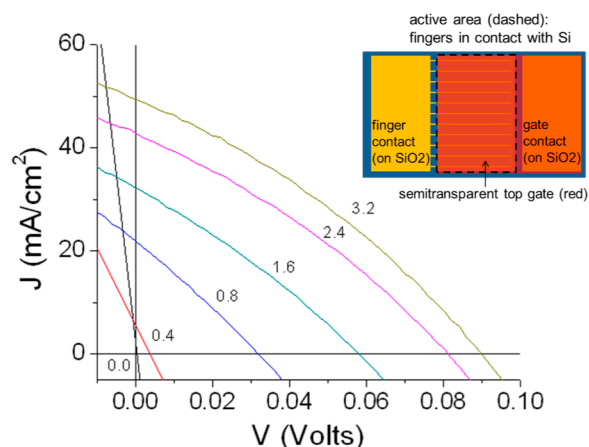 active area (dashed):
fingers in contact with Si
finger
contact
(on SiO2)
gate
contact
(on SiO2)
semitransparent top gate (red)
60
40
20
0
J (mA/cm²)
3.2
2.4
1.6
0.8
0.4
0.0
0.00 0.02 0.04 0.06 0.08 0.10
V (Volts)